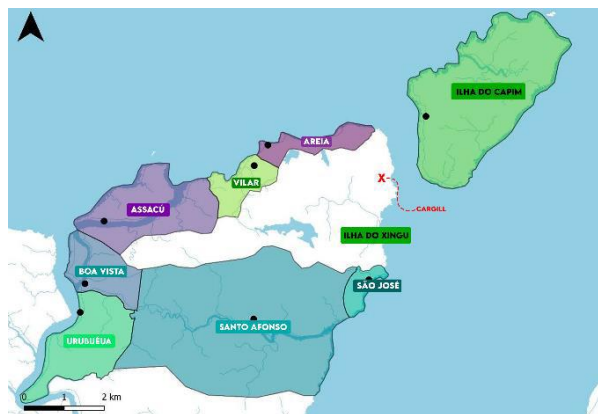 ILHA DO CAPIM
AREIA
VILAR
X
CARGILL
ASSACÚ
ILHA DO XINGU
BOA VISTA
SÃO JOSÉ
SANTO AFONSO
URUBUÉUA
0 1 2 km